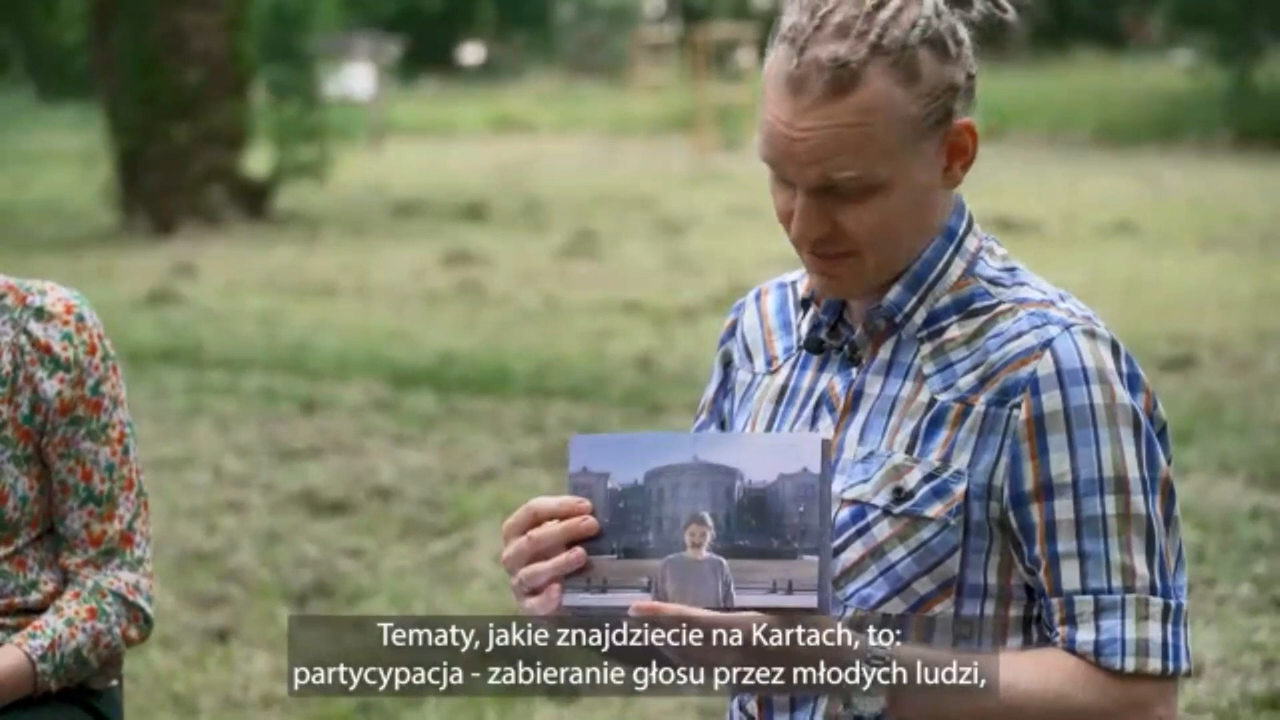 Tematy, jakie znajdziecie na Kartach, to:
partycypacja - zabieranie głosu przez młodych ludzi,